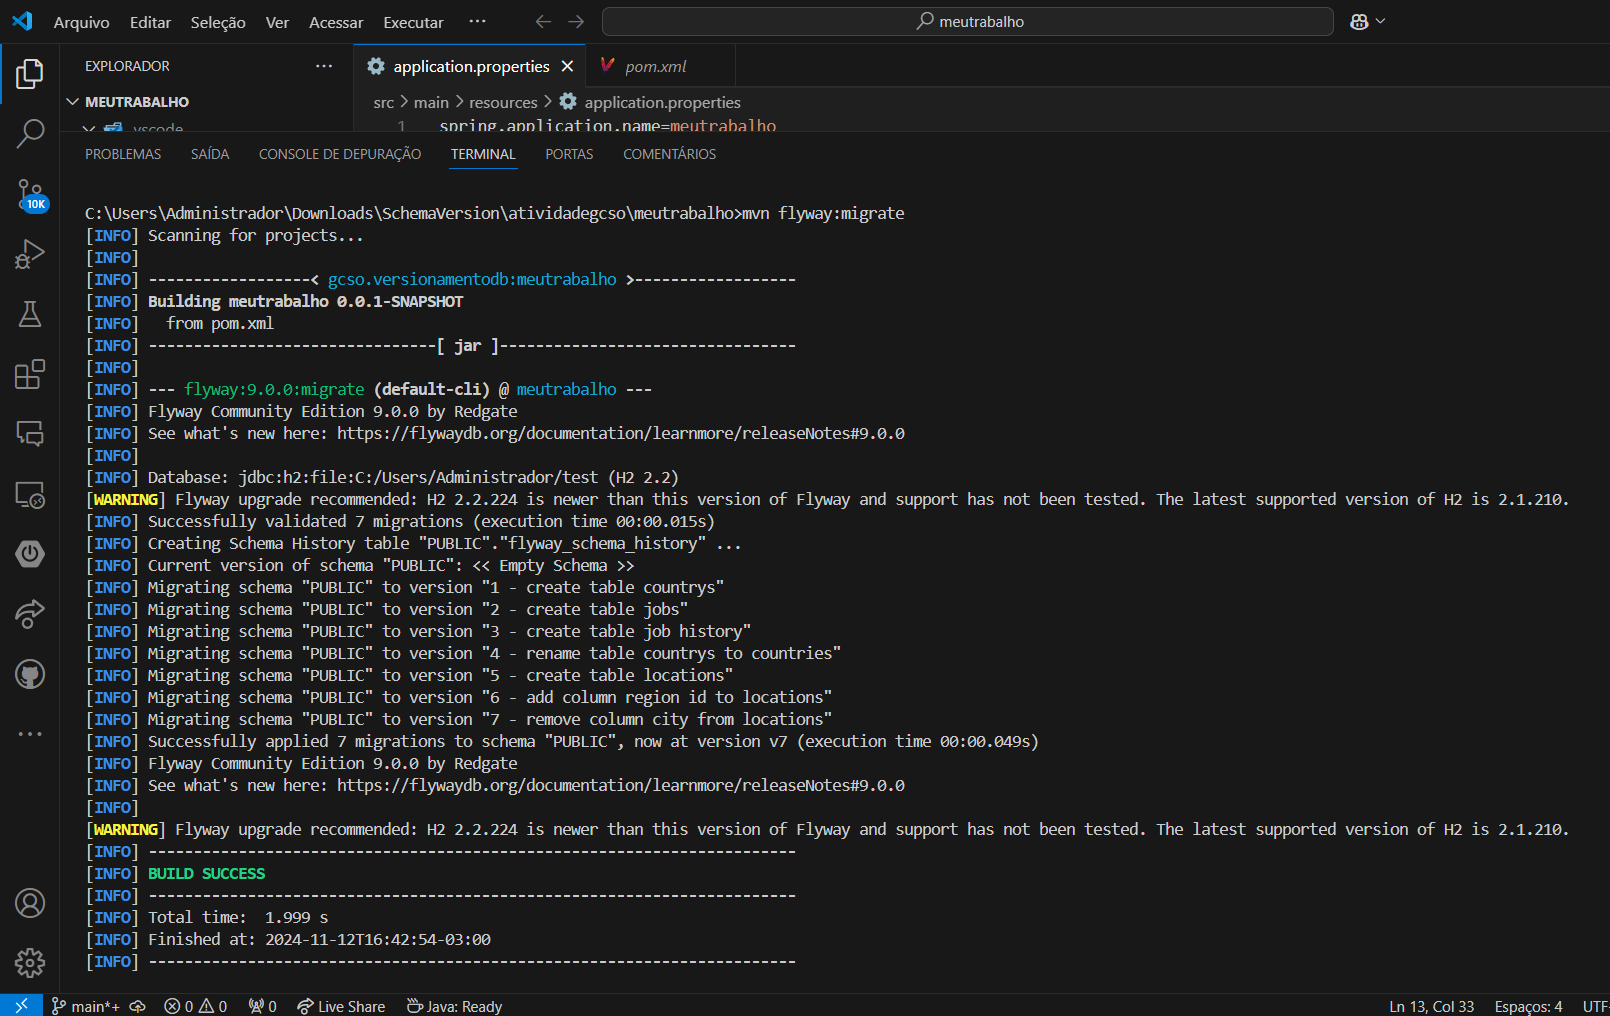 Arquivo Editar Seleção Ver Acessar Executar ··· meutrabalho
EXPLORADOR ··· application.properties pom.xml
MEUTRABALHO src > main > resources > application.properties
.vscode 1 spring.application.name=meutrabalho
PROBLEMAS SAÍDA CONSOLE DE DEPURAÇÃO TERMINAL PORTAS COMENTÁRIOS
10K
C:\Users\Administrador\Downloads\SchemaVersion\atividadegcso\meutrabalho>mvn flyway:migrate
[INFO] Scanning for projects...
[INFO]
[INFO] ------------------< gcso.versionamentodb:meutrabalho >------------------
[INFO] Building meutrabalho 0.0.1-SNAPSHOT
[INFO]   from pom.xml
[INFO] --------------------------------[ jar ]---------------------------------
[INFO]
[INFO] --- flyway:9.0.0:migrate (default-cli) @ meutrabalho ---
[INFO] Flyway Community Edition 9.0.0 by Redgate
[INFO] See what's new here: https://flywaydb.org/documentation/learnmore/releaseNotes#9.0.0
[INFO]
[INFO] Database: jdbc:h2:file:C:/Users/Administrador/test (H2 2.2)
[WARNING] Flyway upgrade recommended: H2 2.2.224 is newer than this version of Flyway and support has not been tested. The latest supported version of H2 is 2.1.210.
[INFO] Successfully validated 7 migrations (execution time 00:00.015s)
[INFO] Creating Schema History table "PUBLIC"."flyway_schema_history" ...
[INFO] Current version of schema "PUBLIC": << Empty Schema >>
[INFO] Migrating schema "PUBLIC" to version "1 - create table countrys"
[INFO] Migrating schema "PUBLIC" to version "2 - create table jobs"
[INFO] Migrating schema "PUBLIC" to version "3 - create table job history"
[INFO] Migrating schema "PUBLIC" to version "4 - rename table countrys to countries"
[INFO] Migrating schema "PUBLIC" to version "5 - create table locations"
[INFO] Migrating schema "PUBLIC" to version "6 - add column region id to locations"
[INFO] Migrating schema "PUBLIC" to version "7 - remove column city from locations"
[INFO] Successfully applied 7 migrations to schema "PUBLIC", now at version v7 (execution time 00:00.049s)
[INFO] Flyway Community Edition 9.0.0 by Redgate
[INFO] See what's new here: https://flywaydb.org/documentation/learnmore/releaseNotes#9.0.0
[INFO]
[WARNING] Flyway upgrade recommended: H2 2.2.224 is newer than this version of Flyway and support has not been tested. The latest supported version of H2 is 2.1.210.
[INFO] ------------------------------------------------------------------------
[INFO] BUILD SUCCESS
[INFO] ------------------------------------------------------------------------
[INFO] Total time:  1.999 s
[INFO] Finished at: 2024-11-12T16:42:54-03:00
[INFO] ------------------------------------------------------------------------
main*+ 0 0 0 Live Share Java: Ready Ln 13, Col 33 Espaços: 4 UTF-